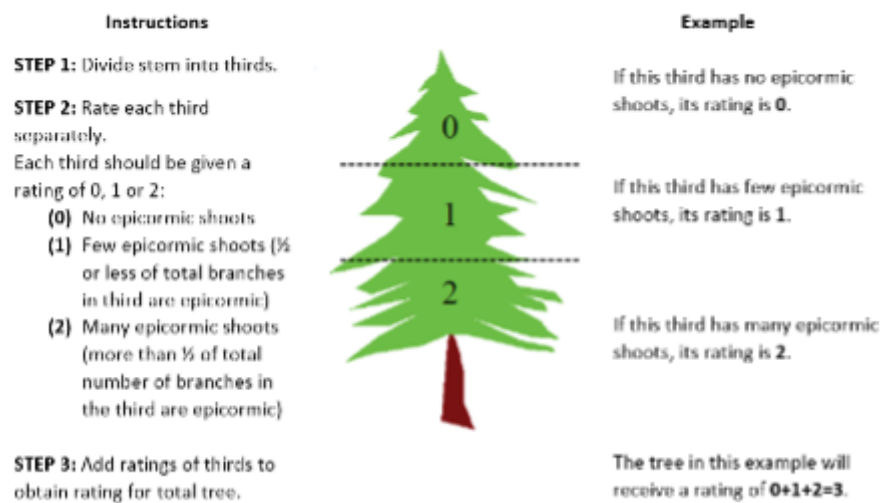 Instructions
STEP 1: Divide stem into thirds.
STEP 2: Rate each third
separately.
Each third should be given a
rating of 0, 1 or 2:
(0) No epicormic shoots
(1) Few epicormic shoots (½
or less of total branches
in third are epicormic)
(2) Many epicormic shoots
(more than ½ of total
number of branches in
the third are epicormic)
STEP 3: Add ratings of thirds to
obtain rating for total tree.
0
1
2
Example
If this third has no epicormic
shoots, its rating is 0.
If this third has few epicormic
shoots, its rating is 1.
If this third has many epicormic
shoots, its rating is 2.
The tree in this example will
receive a rating of 0+1+2=3.